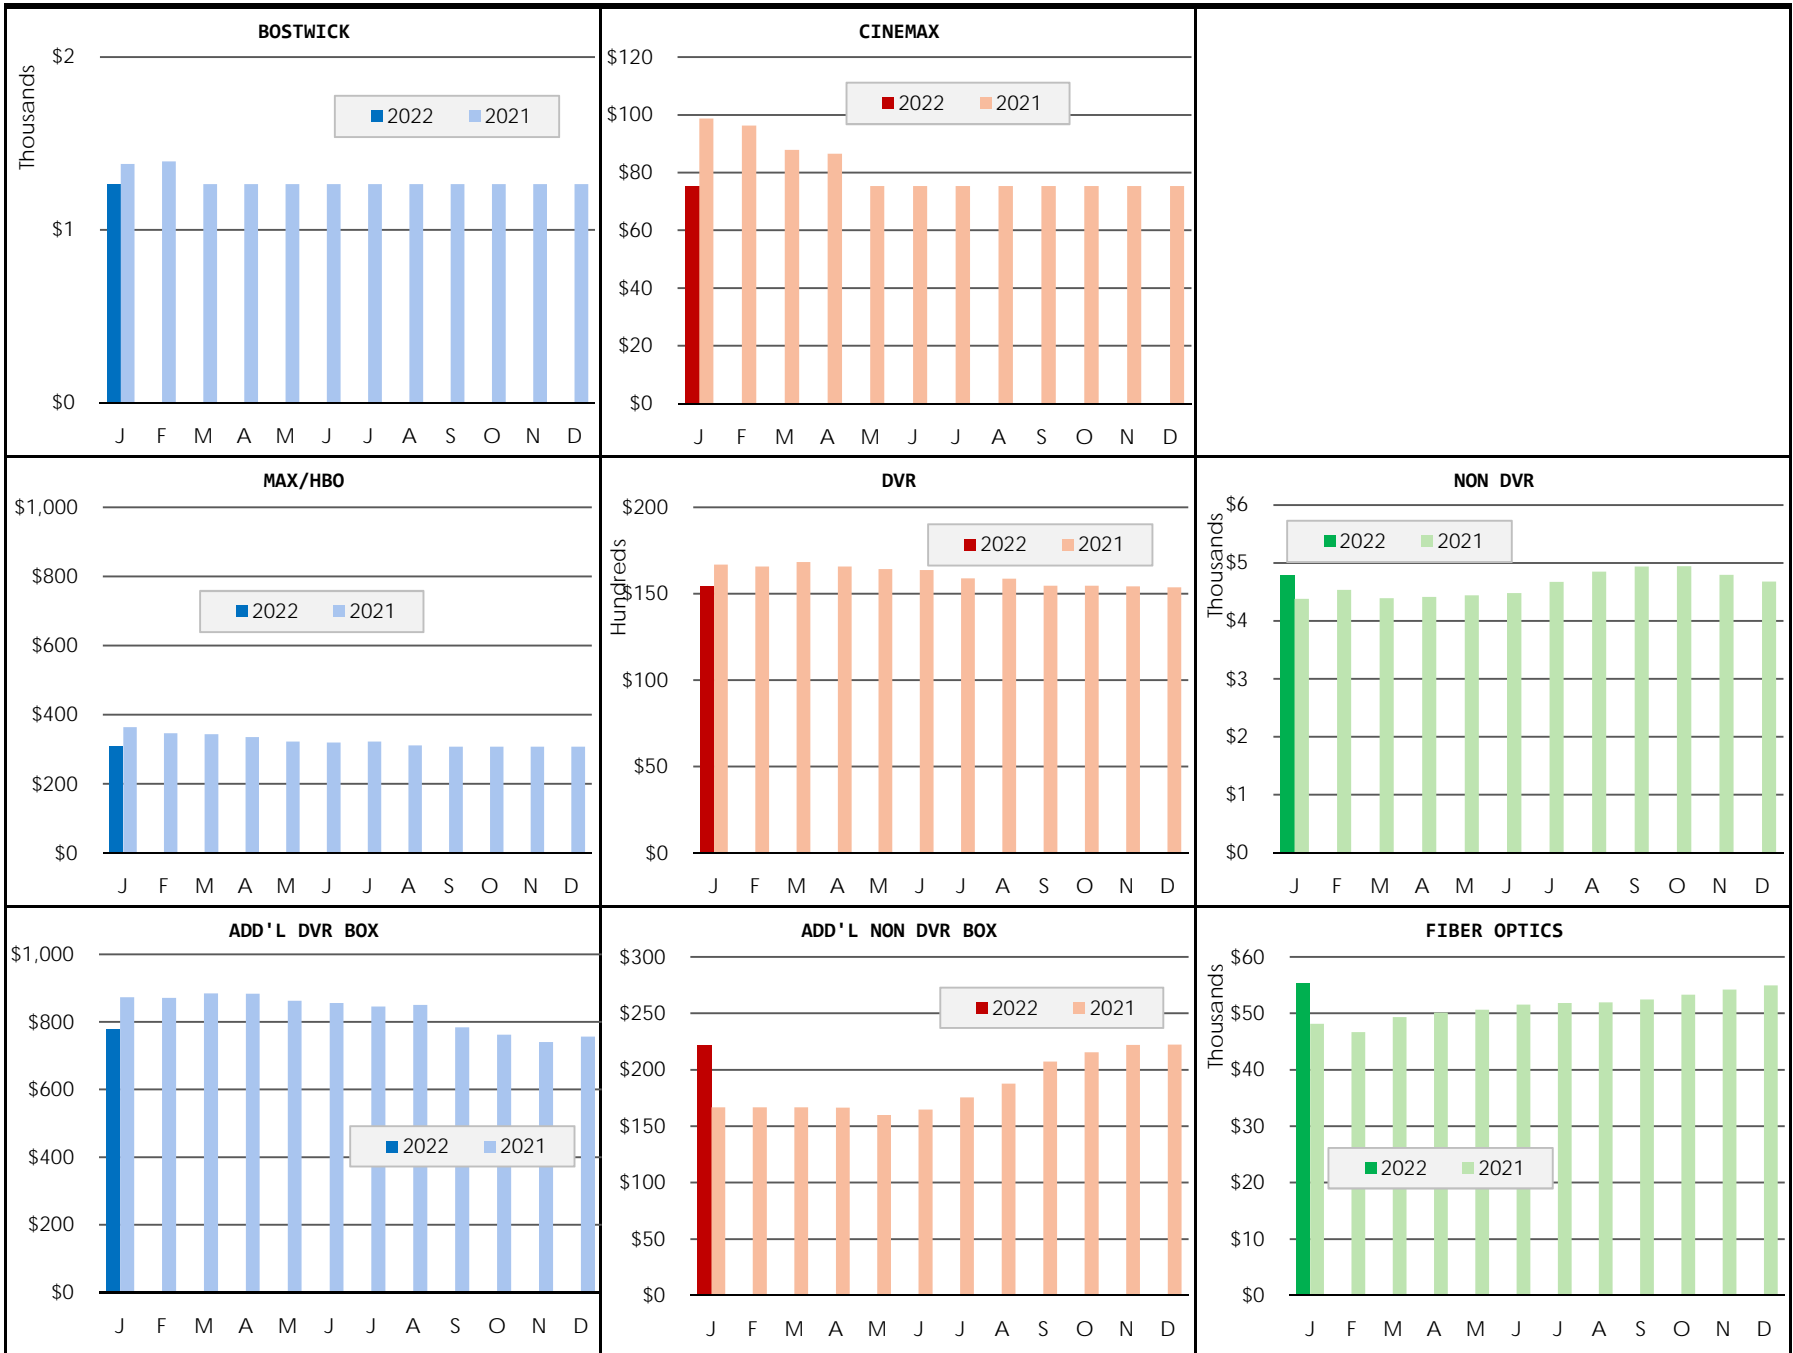 BOSTWICK
Thousands
$2
$1
$0
2022 2021
J F M A M J J A S O N D
CINEMAX
$120
$100
$80
$60
$40
$20
$0
2022 2021
J F M A M J J A S O N D
MAX/HBO
$1,000
$800
$600
$400
$200
$0
2022 2021
J F M A M J J A S O N D
DVR
Hundreds
$200
$150
$100
$50
$0
2022 2021
J F M A M J J A S O N D
NON DVR
Thousands
$6
$5
$4
$3
$2
$1
$0
2022 2021
J F M A M J J A S O N D
ADD'L DVR BOX
$1,000
$800
$600
$400
$200
$0
2022 2021
J F M A M J J A S O N D
ADD'L NON DVR BOX
$300
$250
$200
$150
$100
$50
$0
2022 2021
J F M A M J J A S O N D
FIBER OPTICS
Thousands
$60
$50
$40
$30
$20
$10
$0
2022 2021
J F M A M J J A S O N D